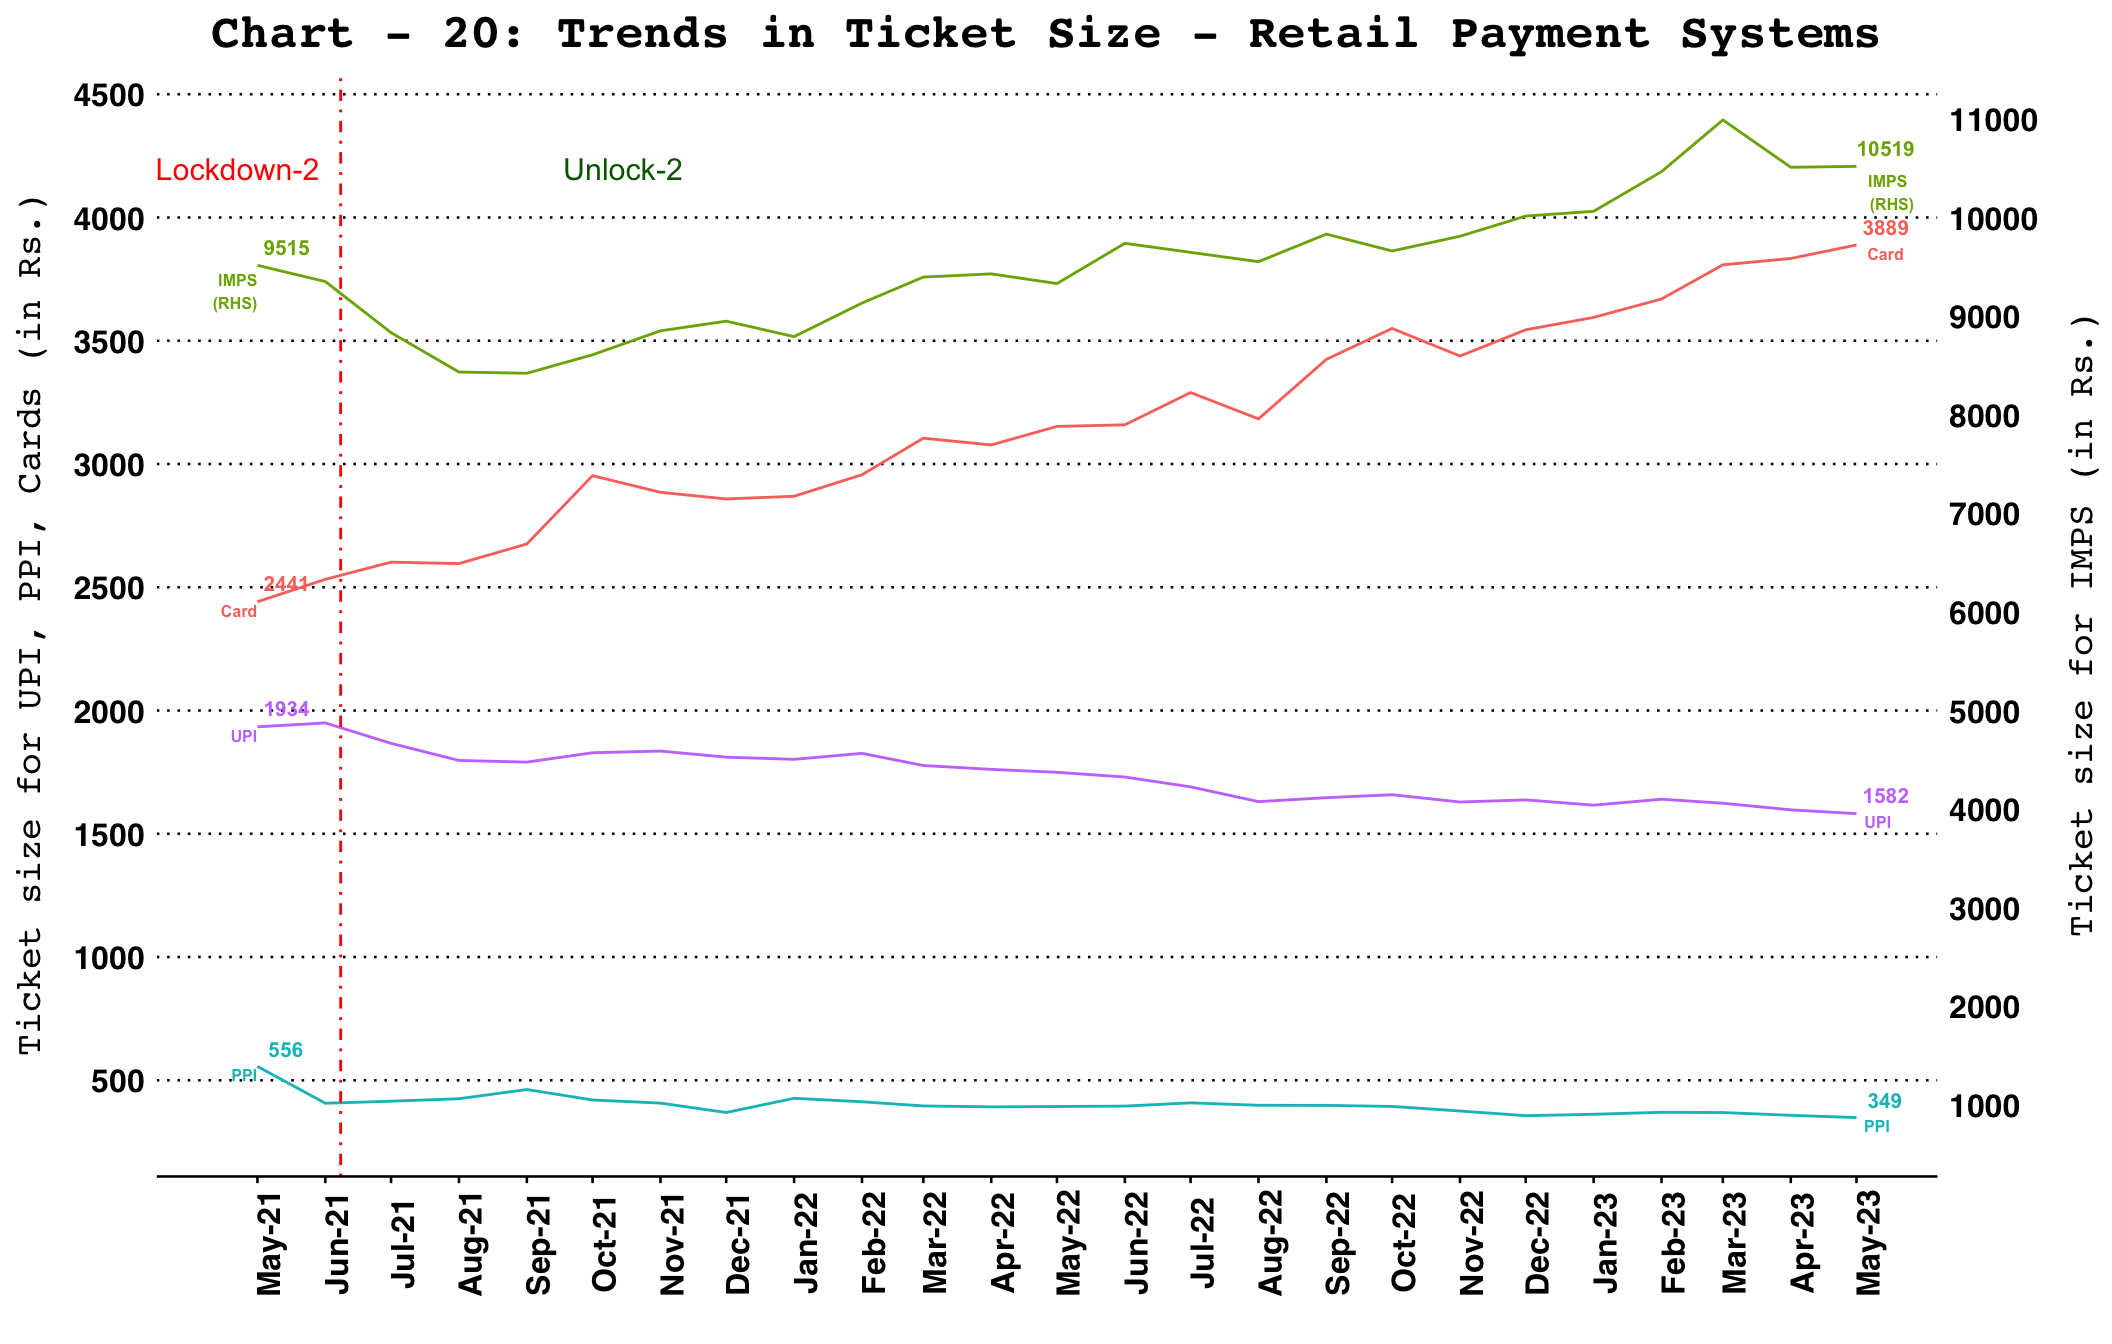 Chart - 20: Trends in Ticket Size - Retail Payment Systems
Ticket size for UPI, PPI, Cards (in Rs.)
4500
4000
3500
3000
2500
2000
1500
1000
500
Lockdown-2
Unlock-2
9515
IMPS
(RHS)
2441
Card
1934
UPI
556
PPI
10519
IMPS
(RHS)
3889
Card
1582
UPI
349
PPI
11000
10000
9000
8000
7000
6000
5000
4000
3000
2000
1000
Ticket size for IMPS (in Rs.)
May-21
Jun-21
Jul-21
Aug-21
Sep-21
Oct-21
Nov-21
Dec-21
Jan-22
Feb-22
Mar-22
Apr-22
May-22
Jun-22
Jul-22
Aug-22
Sep-22
Oct-22
Nov-22
Dec-22
Jan-23
Feb-23
Mar-23
Apr-23
May-23